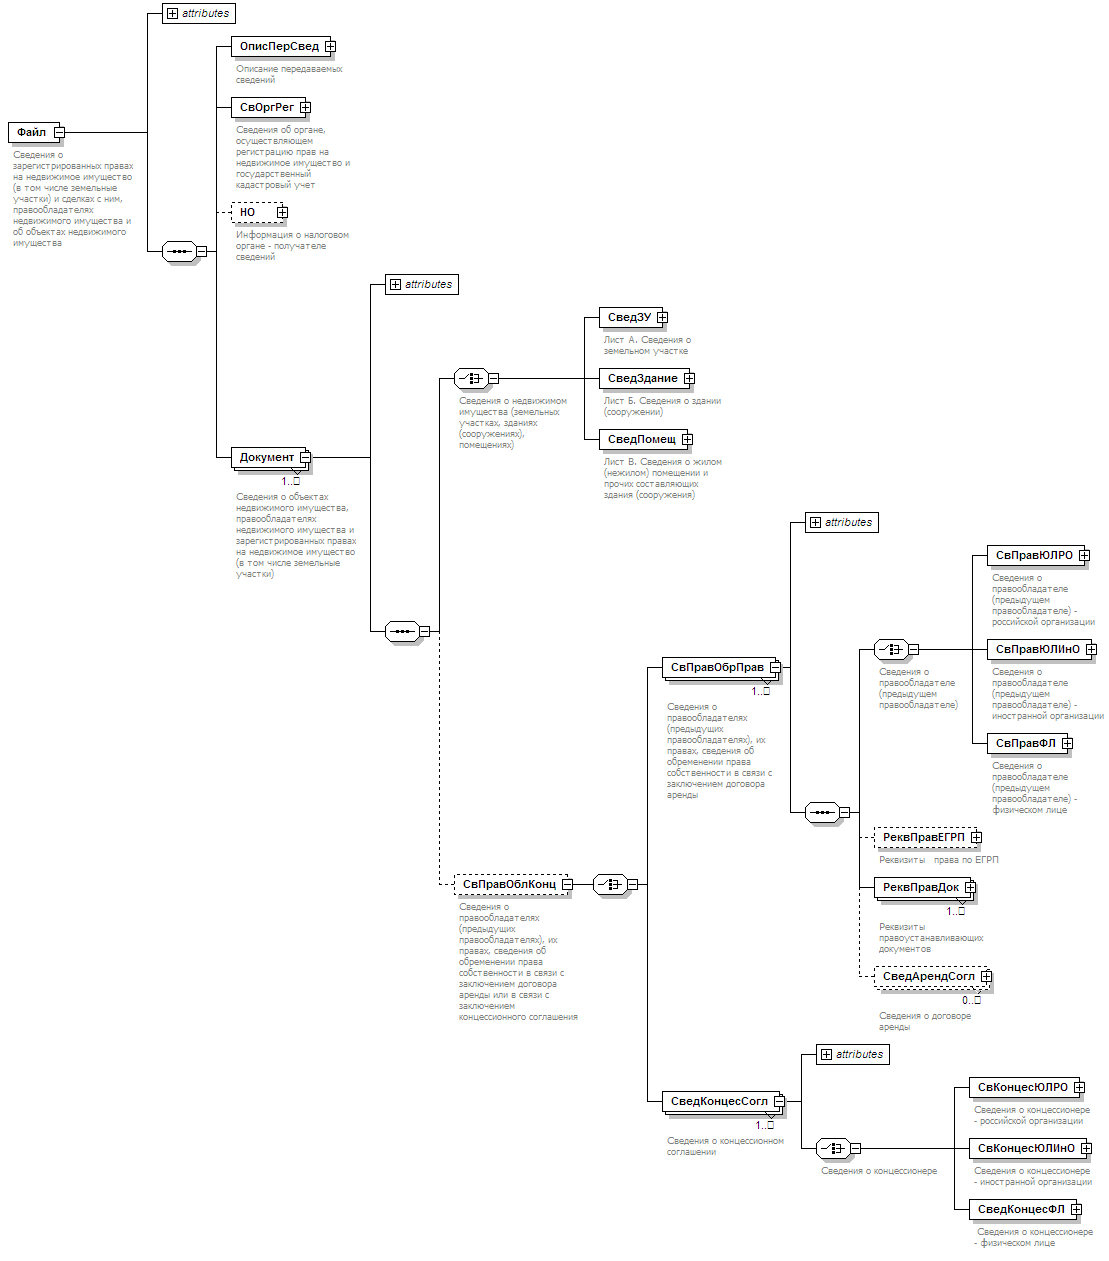 attributes
ОписПерСвед
Описание передаваемых
сведений
СвОргРег
Сведения об органе,
осуществляющем
регистрацию прав на
недвижимое имущество и
государственный
кадастровый учет
Файл
Сведения о
зарегистрированных правах
на недвижимое имущество
(в том числе земельные
участки) и сделках с ним,
правообладателях
недвижимого имущества и
об объектах недвижимого
имущества
НО
Информация о налоговом
органе - получателе
сведений
attributes
СведЗУ
Лист А. Сведения о
земельном участке
СведЗдание
Лист Б. Сведения о здании
(сооружении)
СведПомещ
Лист В. Сведения о жилом
(нежилом) помещении и
прочих составляющих
здания (сооружения)
Сведения о недвижимом
имущества (земельных
участках, зданиях
(сооружениях),
помещениях)
Документ
1..□
Сведения о объектах
недвижимого имущества,
правообладателях
недвижимого имущества и
зарегистрированных правах
на недвижимое имущество
(в том числе земельные
участки)
attributes
СвПравЮЛРО
Сведения о
правообладателе
(предыдущем
правообладателе) -
российской организации
СвПравЮЛИнО
Сведения о
правообладателе
(предыдущем
правообладателе) -
иностранной организации
СвПравФЛ
Сведения о
правообладателе
(предыдущем
правообладателе) -
физическом лице
Сведения о
правообладателе
(предыдущем
правообладателе)
СвПравОбрПрав
1..□
Сведения о
правообладателях
(предыдущих
правообладателях), их
правах, сведения об
обременении права
собственности в связи с
заключением договора
аренды
РеквПравЕГРП
Реквизиты права по ЕГРП
РеквПравДок
1..□
Реквизиты
правоустанавливающих
документов
СведАрендСогл
0..□
Сведения о договоре
аренды
СвПравОблКонц
Сведения о
правообладателях
(предыдущих
правообладателях), их
правах, сведения об
обременении права
собственности в связи с
заключением договора
аренды или в связи с
заключением
концессионного соглашения
attributes
СведКонцесСогл
1..□
Сведения о концессионном
соглашении
Сведения о концессионере
СвКонцесЮЛРО
Сведения о концессионере
- российской организации
СвКонцесЮЛИнО
Сведения о концессионере
- иностранной организации
СведКонцесФЛ
Сведения о концессионере
- физическом лице